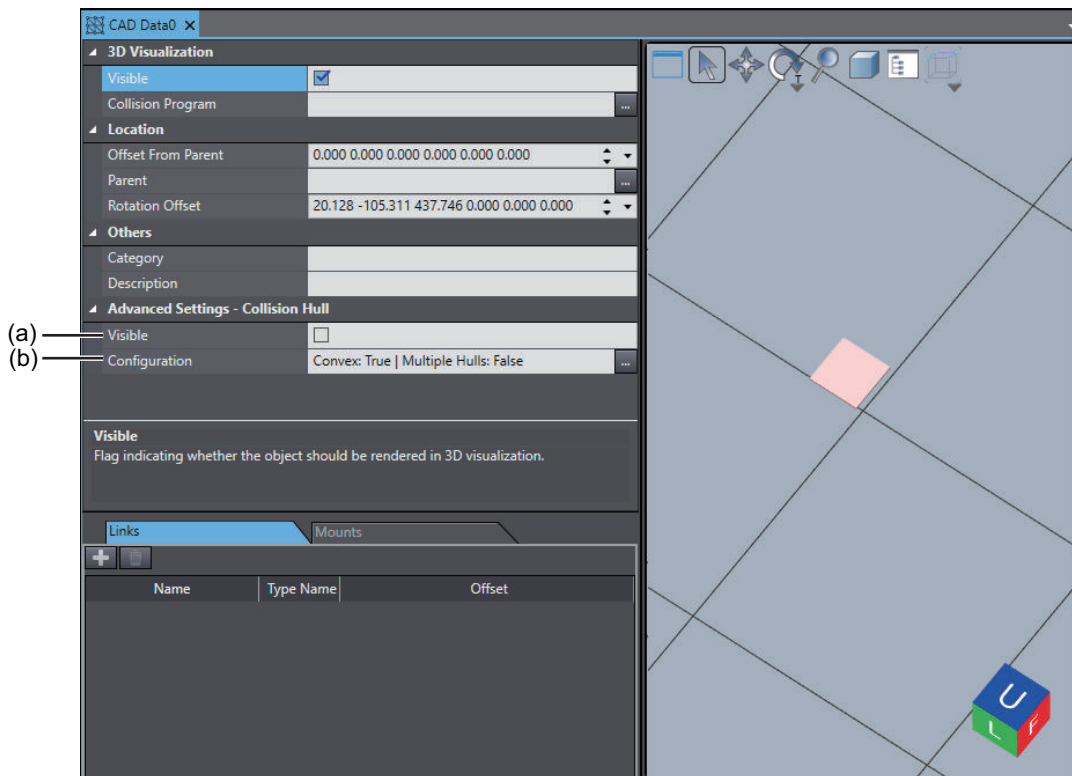 CAD Data0
3D Visualization
Visible
Collision Program
...
Location
Offset From Parent 0.000 0.000 0.000 0.000 0.000 0.000
Parent
...
Rotation Offset 20.128 -105.311 437.746 0.000 0.000 0.000
Others
Category
Description
Advanced Settings - Collision Hull
(a) Visible
(b) Configuration Convex: True | Multiple Hulls: False ...
Visible
Flag indicating whether the object should be rendered in 3D visualization.
Links Mounts
Name Type Name Offset
T
U
L F